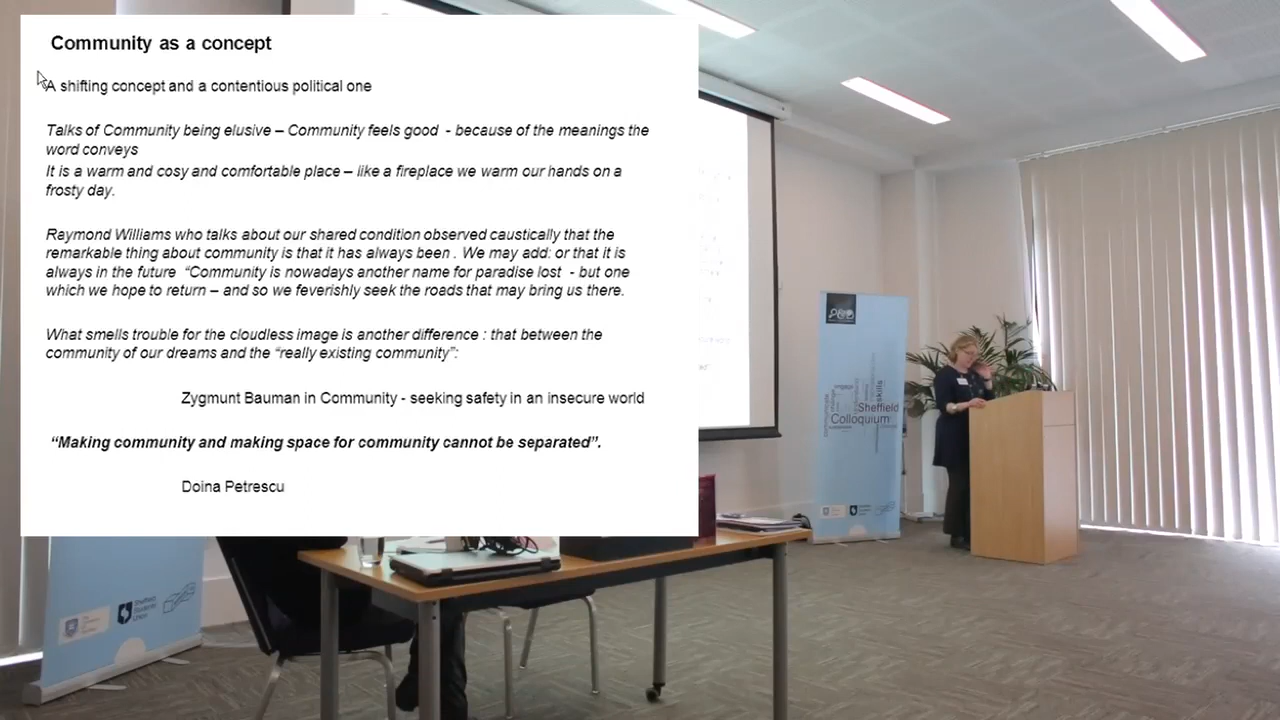 Community as a concept
A shifting concept and a contentious political one
Talks of Community being elusive – Community feels good - because of the meanings the
word conveys
It is a warm and cosy and comfortable place – like a fireplace we warm our hands on a
frosty day.
Raymond Williams who talks about our shared condition observed caustically that the
remarkable thing about community is that it has always been . We may add: or that it is
always in the future “Community is nowadays another name for paradise lost - but one
which we hope to return – and so we feverishly seek the roads that may bring us there.
What smells trouble for the cloudless image is another difference : that between the
community of our dreams and the “really existing community”:
Zygmunt Bauman in Community - seeking safety in an insecure world
“Making community and making space for community cannot be separated”.
Doina Petrescu
engage
skills
Sheffield
Colloquium
Sheffield
Students'
Union